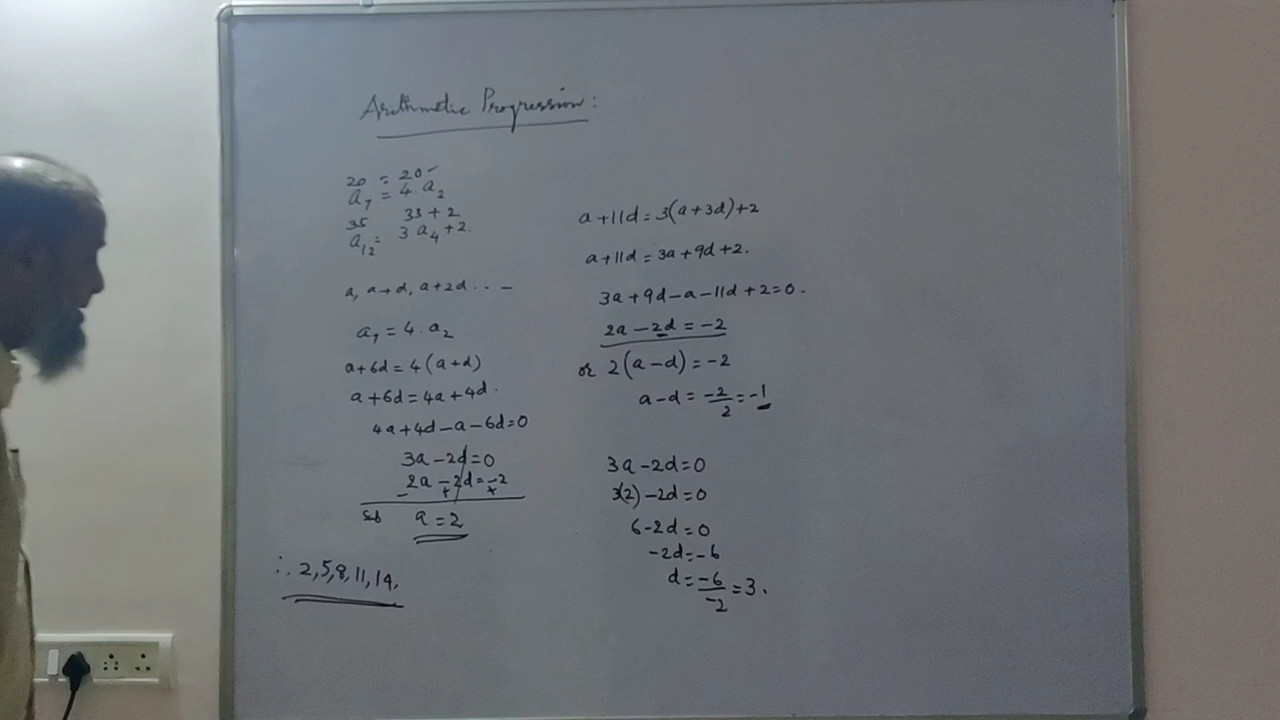 Arithmetic Progression:
20 = 20
a₇ = 4. a₂
35 33+2
a₁₂ = 3 a₄ + 2.
a, a+d, a+2d . . . –
a₇ = 4 . a₂
a+6d = 4 (a+d)
a+6d = 4a + 4d.
4a+4d–a–6d=0
3a–2d=0
2a – 2d = –2
– + +
Sub a = 2
∴ 2,5,8,11,14,
a+11d = 3(a+3d)+2
a+11d = 3a+9d+2.
3a+9d–a–11d+2=0.
2a – 2d = –2
or 2(a–d) = –2
a–d = –2/2 = –1
3a–2d=0
3(2) –2d=0
6–2d=0
–2d=–6
d = –6/–2 = 3.